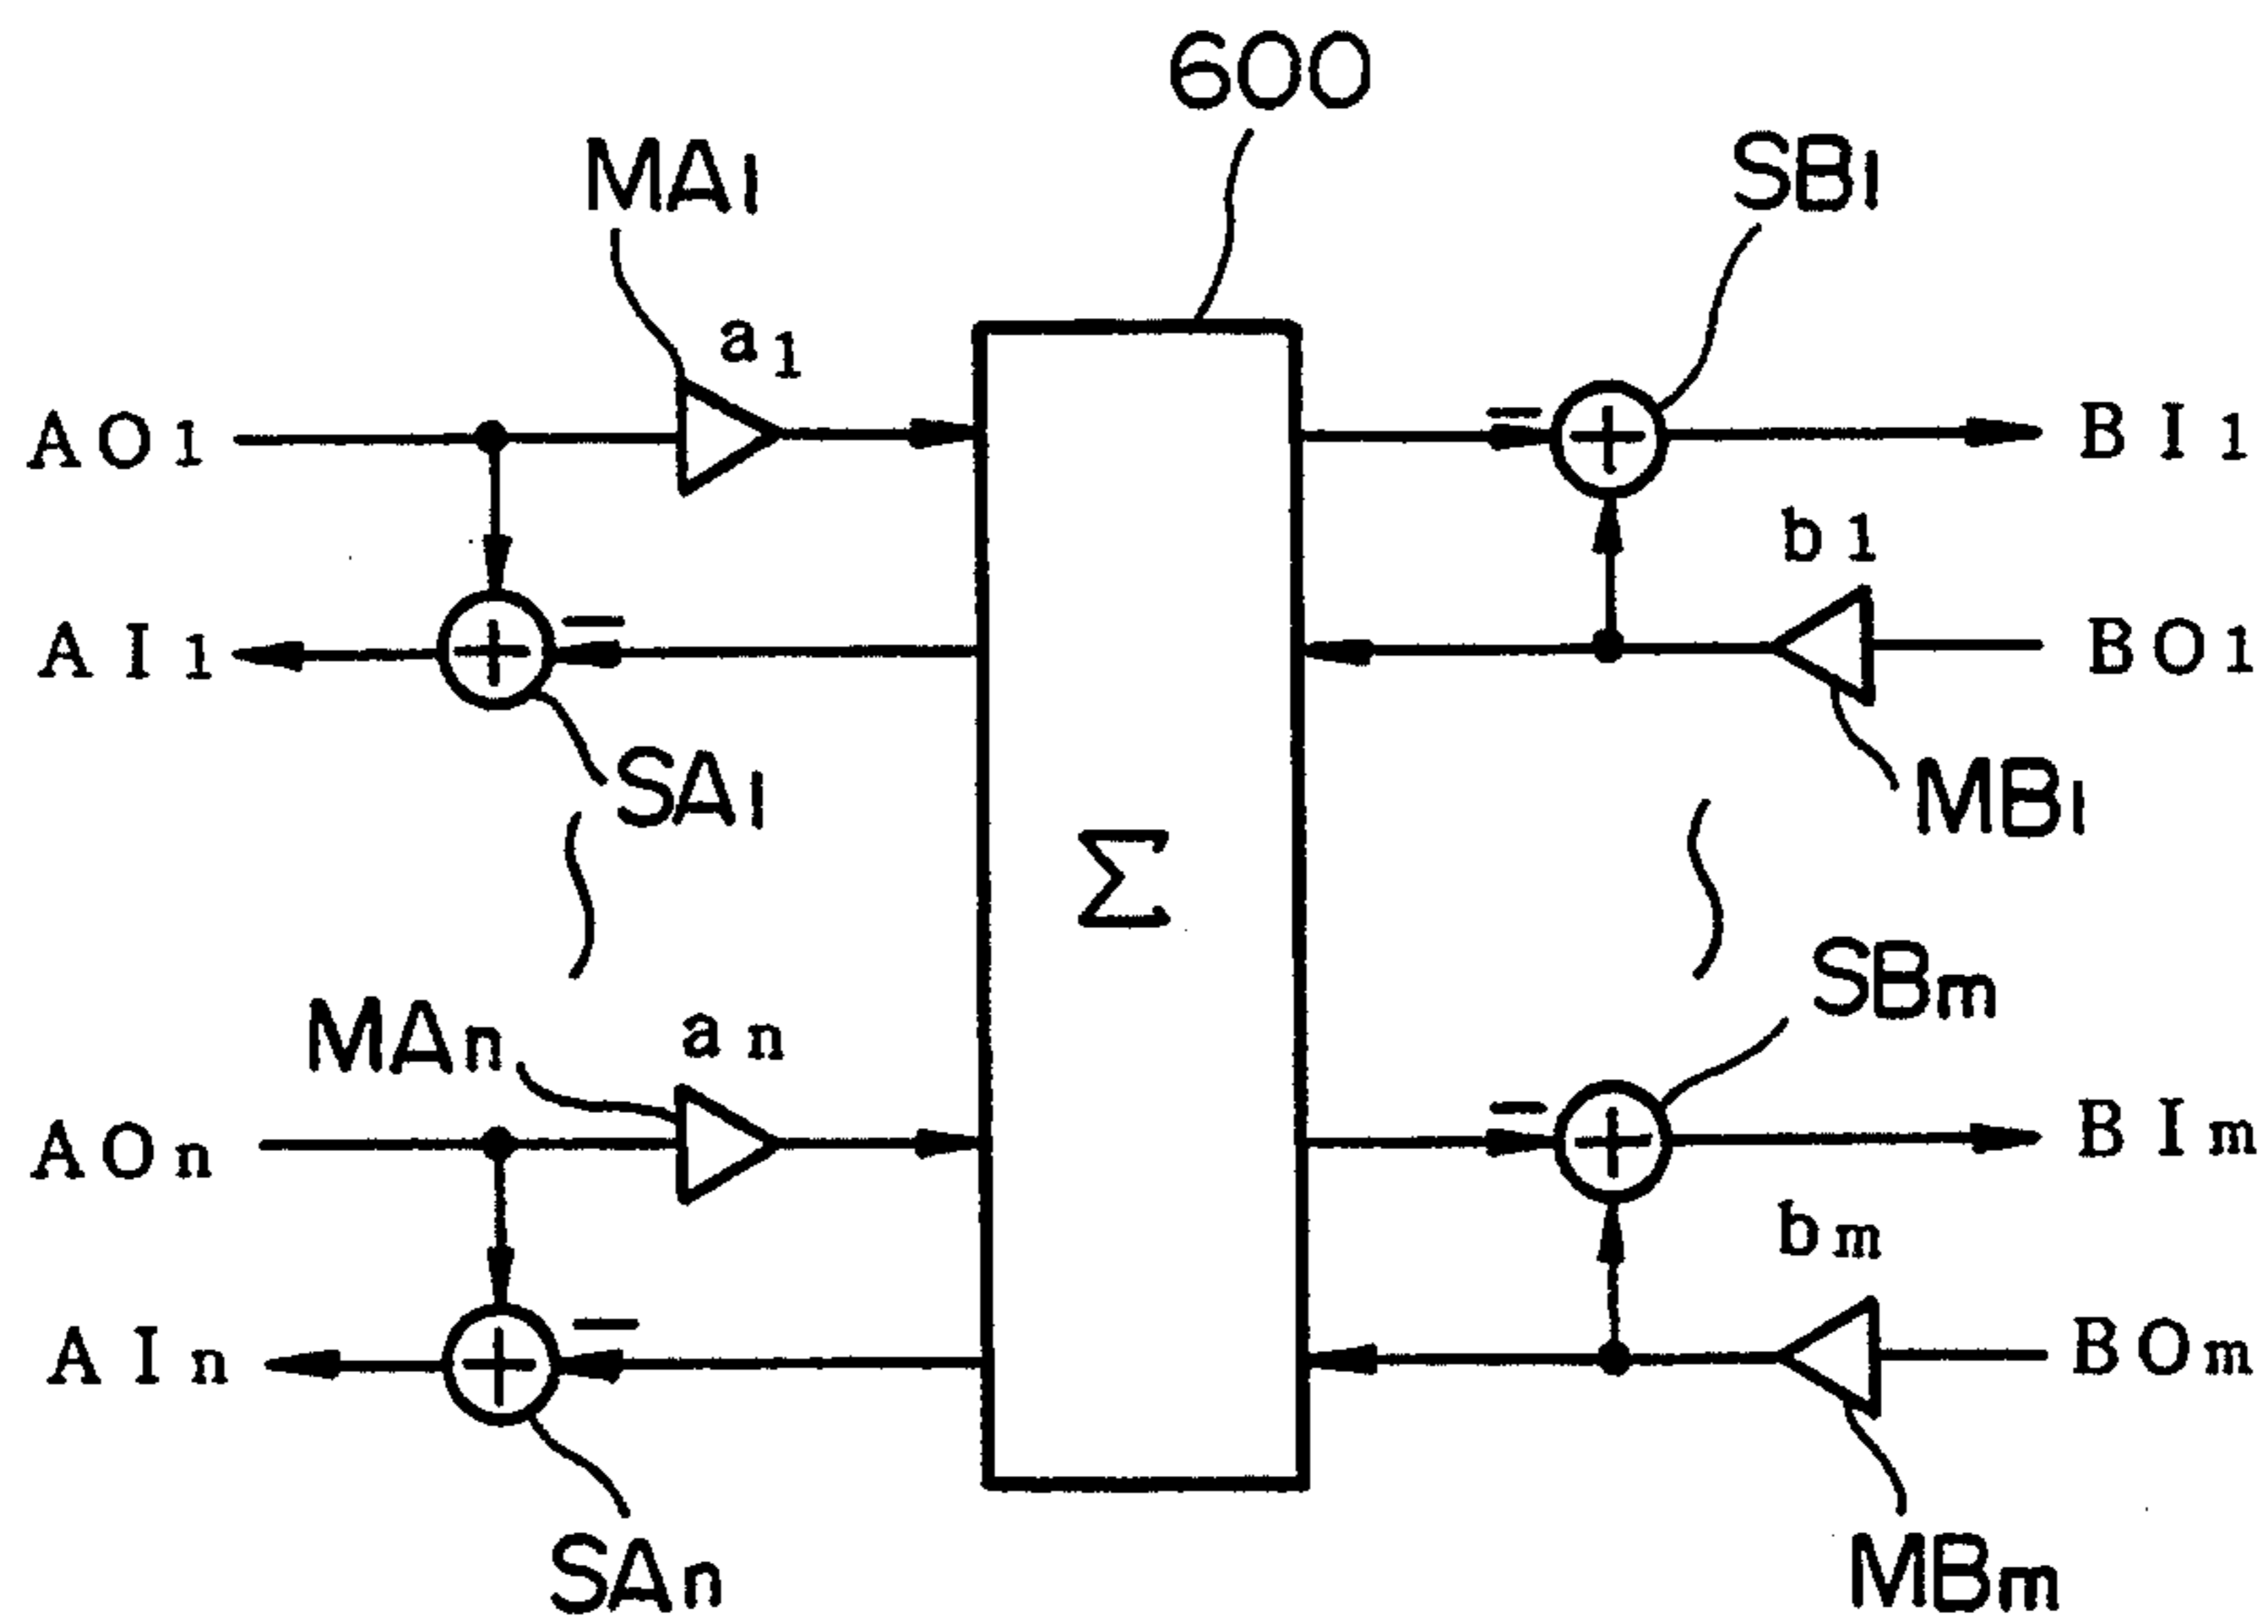 600
MA1
SB1
a1
AO1
BI1
b1
AI1
BO1
SA1
MB1
Σ
SBm
MAn
an
AOn
BIm
bm
AIn
BOm
SAn
MBm